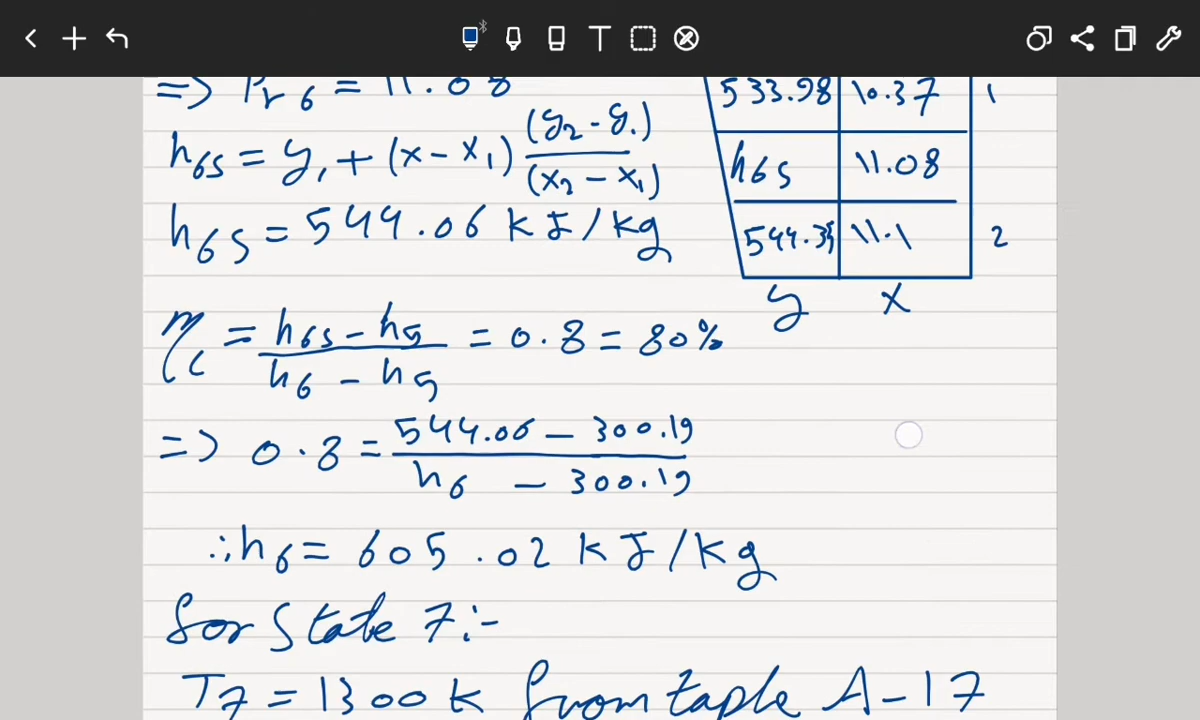 => Pr6 = 11.08
h6s = y1 + (x - x1) (y2 - y1) / (x2 - x1)
h6s = 544.06 kJ/kg
533.98 10.37 1
h6s 11.08
544.35 11.1 2
y x
ηc = h6s - h5 / h6 - h5 = 0.8 = 80%
=> 0.8 = 544.06 - 300.19 / h6 - 300.19
∴ h6 = 605.02 kJ/kg
for State 7:-
T7 = 1300 k from taple A-17